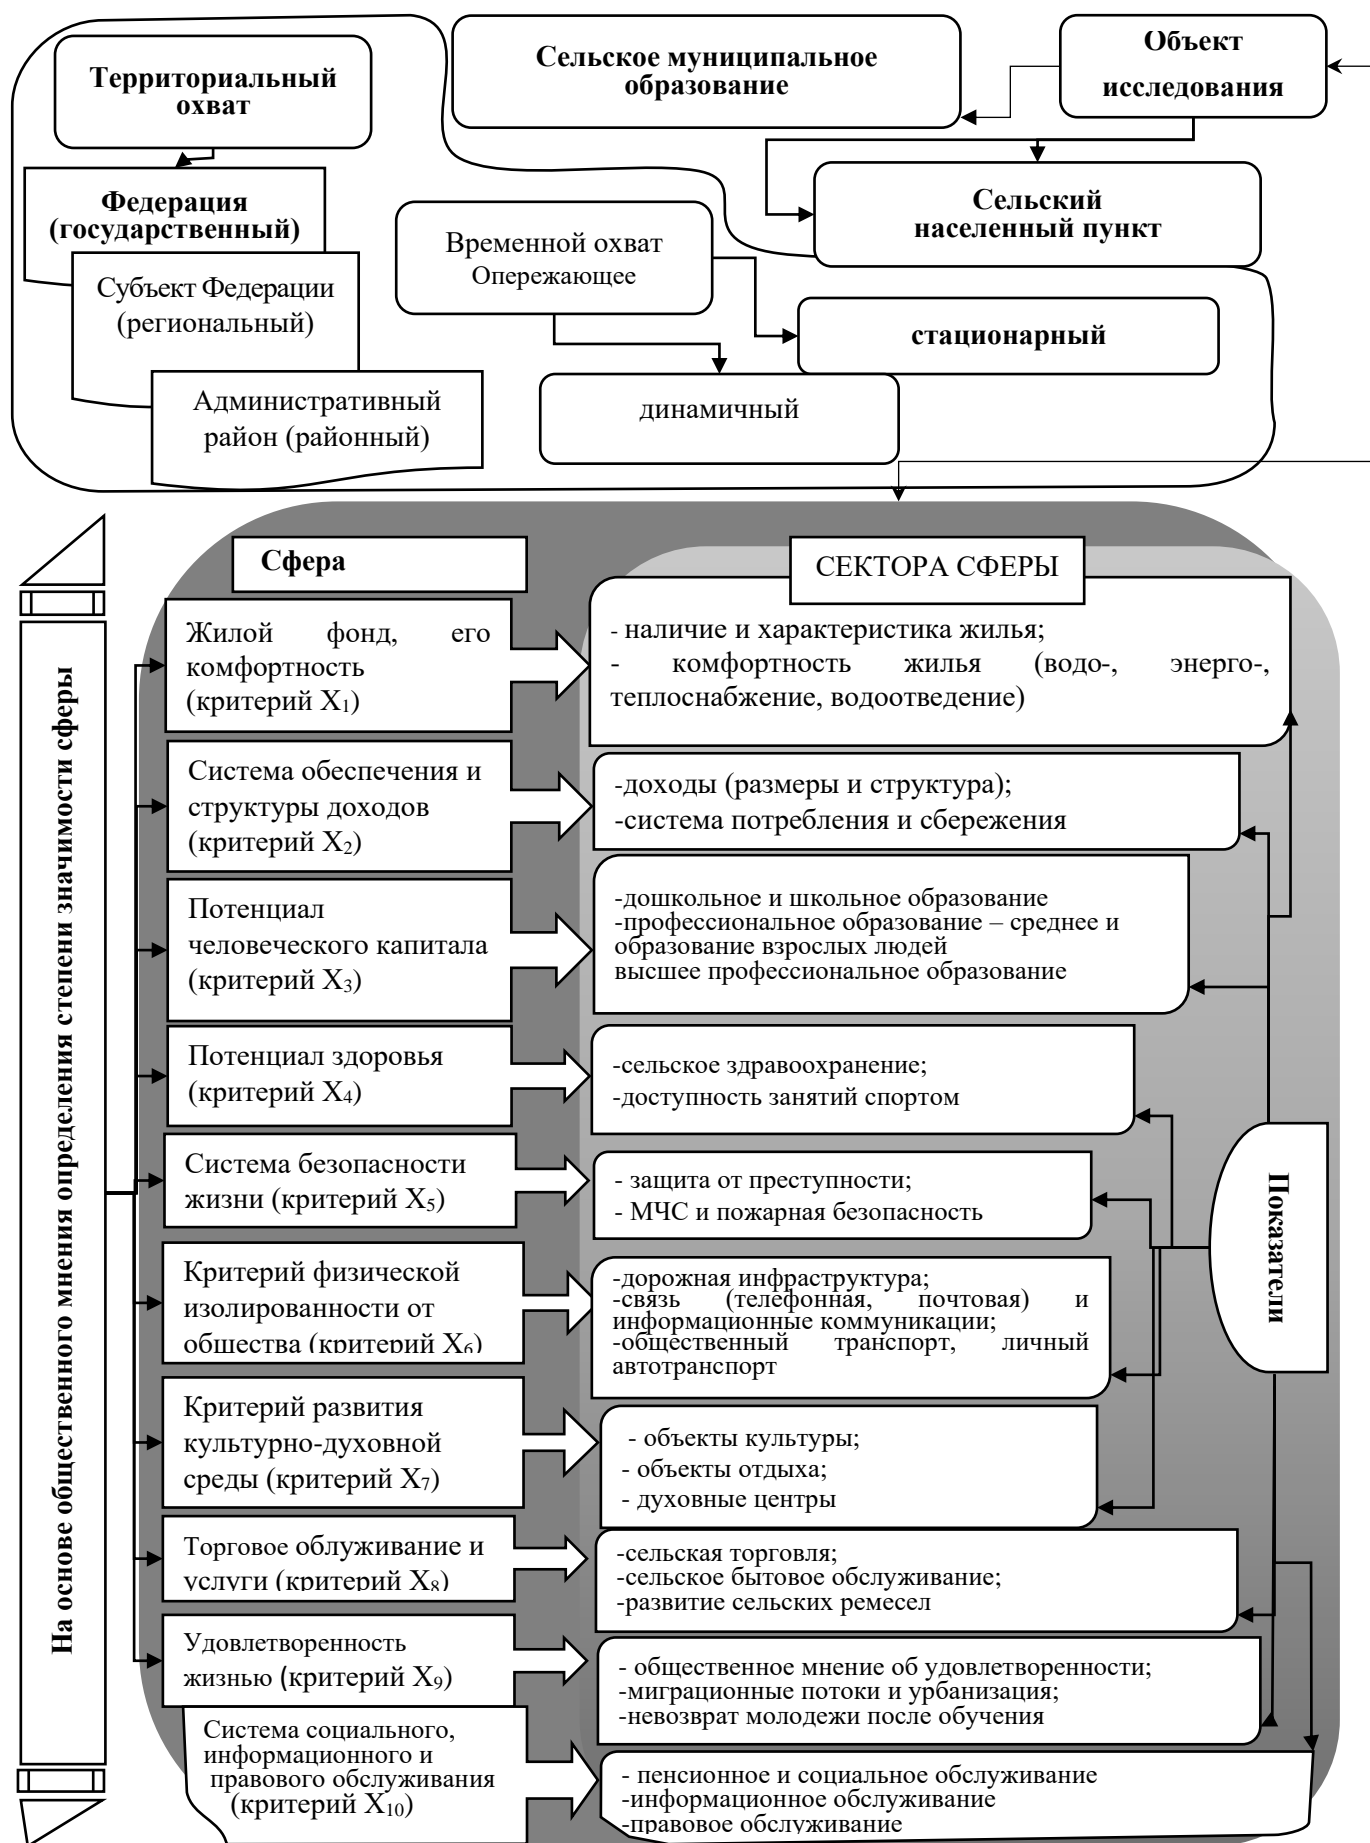 Территориальный
охват
Сельское муниципальное
образование
Объект
исследования
Федерация
(государственный)
Сельский
населенный пункт
Временной охват
Опережающее
Субъект Федерации
(региональный)
стационарный
Административный
район (районный)
динамичный
На основе общественного мнения определения степени значимости сферы
Сфера
СЕКТОРА СФЕРЫ
Жилой фонд, его
комфортность
(критерий X1)
- наличие и характеристика жилья;
- комфортность жилья (водо-, энерго-,
теплоснабжение, водоотведение)
Система обеспечения и
структуры доходов
(критерий X2)
-доходы (размеры и структура);
-система потребления и сбережения
Потенциал
человеческого капитала
(критерий X3)
-дошкольное и школьное образование
-профессиональное образование – среднее и
образование взрослых людей
высшее профессиональное образование
Потенциал здоровья
(критерий X4)
-сельское здравоохранение;
-доступность занятий спортом
Система безопасности
жизни (критерий X5)
- защита от преступности;
- МЧС и пожарная безопасность
Показатели
Критерий физической
изолированности от
общества (критерий X6)
-дорожная инфраструктура;
-связь (телефонная, почтовая) и
информационные коммуникации;
-общественный транспорт, личный
автотранспорт
Критерий развития
культурно-духовной
среды (критерий X7)
- объекты культуры;
- объекты отдыха;
- духовные центры
Торговое облуживание и
услуги (критерий X8)
-сельская торговля;
-сельское бытовое обслуживание;
-развитие сельских ремесел
Удовлетворенность
жизнью (критерий X9)
- общественное мнение об удовлетворенности;
-миграционные потоки и урбанизация;
-невозврат молодежи после обучения
Система социального,
информационного и
правового обслуживания
(критерий X10)
- пенсионное и социальное обслуживание
-информационное обслуживание
-правовое обслуживание